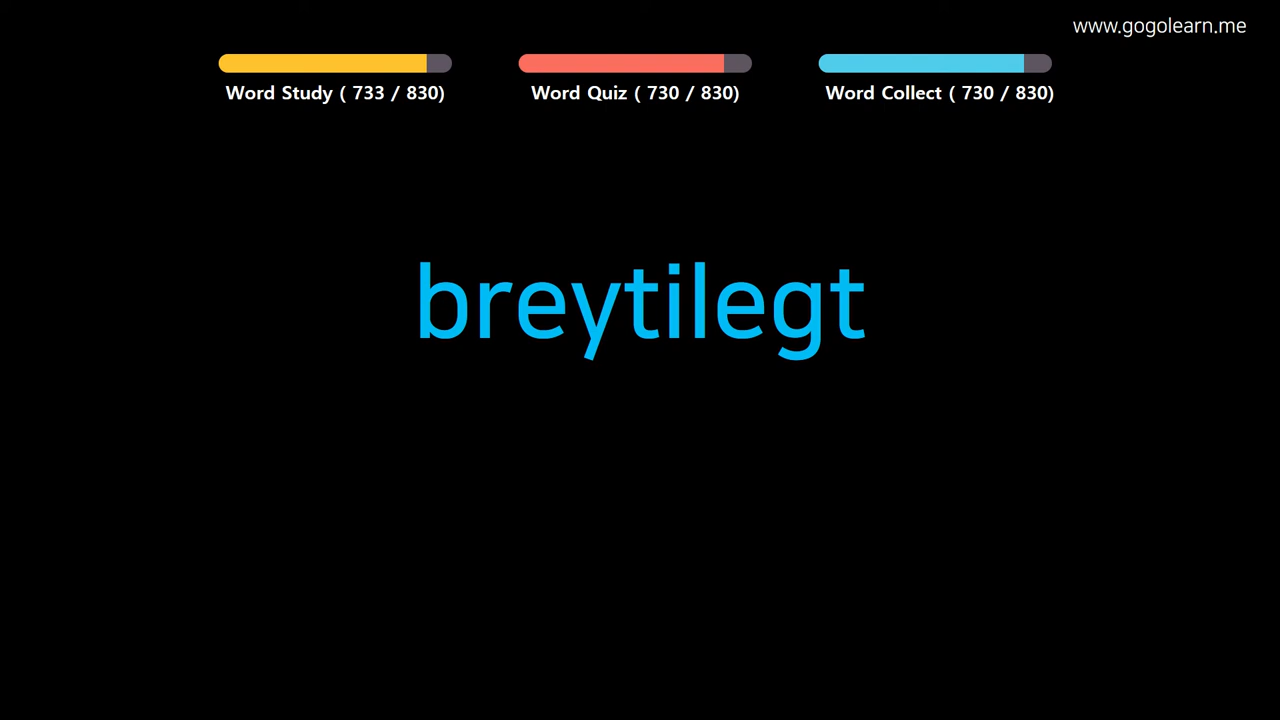 www.gogolearn.me
Word Study ( 733 / 830)
Word Quiz ( 730 / 830)
Word Collect ( 730 / 830)
breytilegt